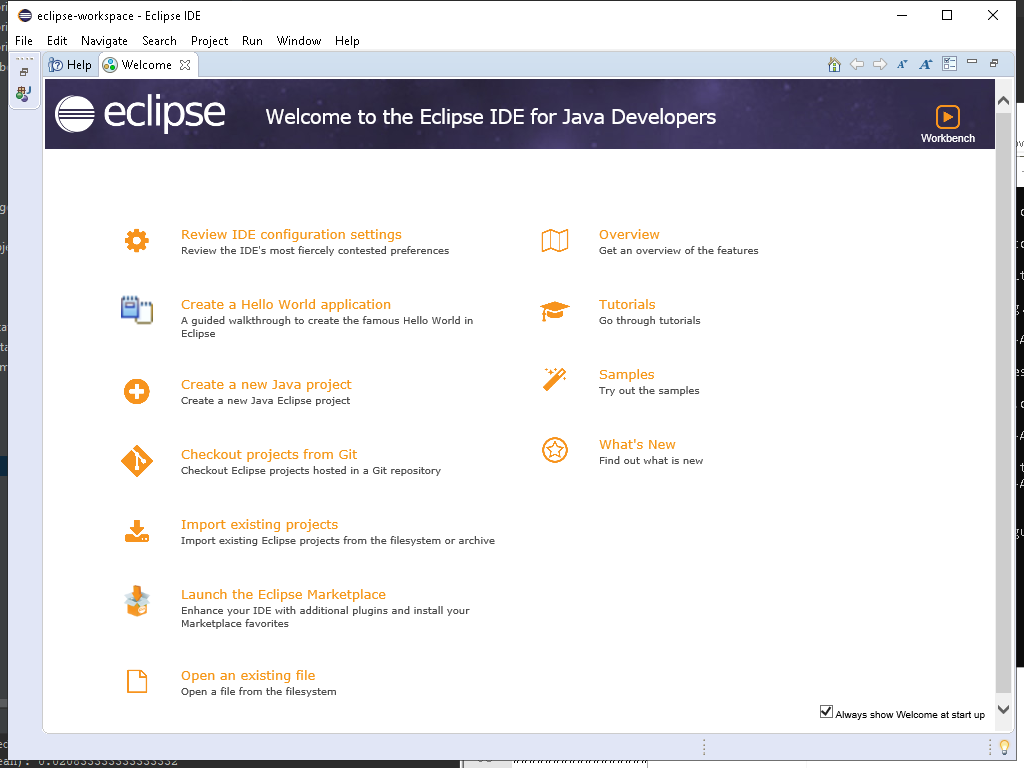 eclipse-workspace - Eclipse IDE
File Edit Navigate Search Project Run Window Help
Help Welcome
eclipse Welcome to the Eclipse IDE for Java Developers
Workbench
Review IDE configuration settings
Review the IDE's most fiercely contested preferences
Create a Hello World application
A guided walkthrough to create the famous Hello World in
Eclipse
Create a new Java project
Create a new Java Eclipse project
Checkout projects from Git
Checkout Eclipse projects hosted in a Git repository
Import existing projects
Import existing Eclipse projects from the filesystem or archive
Launch the Eclipse Marketplace
Enhance your IDE with additional plugins and install your
Marketplace favorites
Open an existing file
Open a file from the filesystem
Overview
Get an overview of the features
Tutorials
Go through tutorials
Samples
Try out the samples
What's New
Find out what is new
Always show Welcome at start up